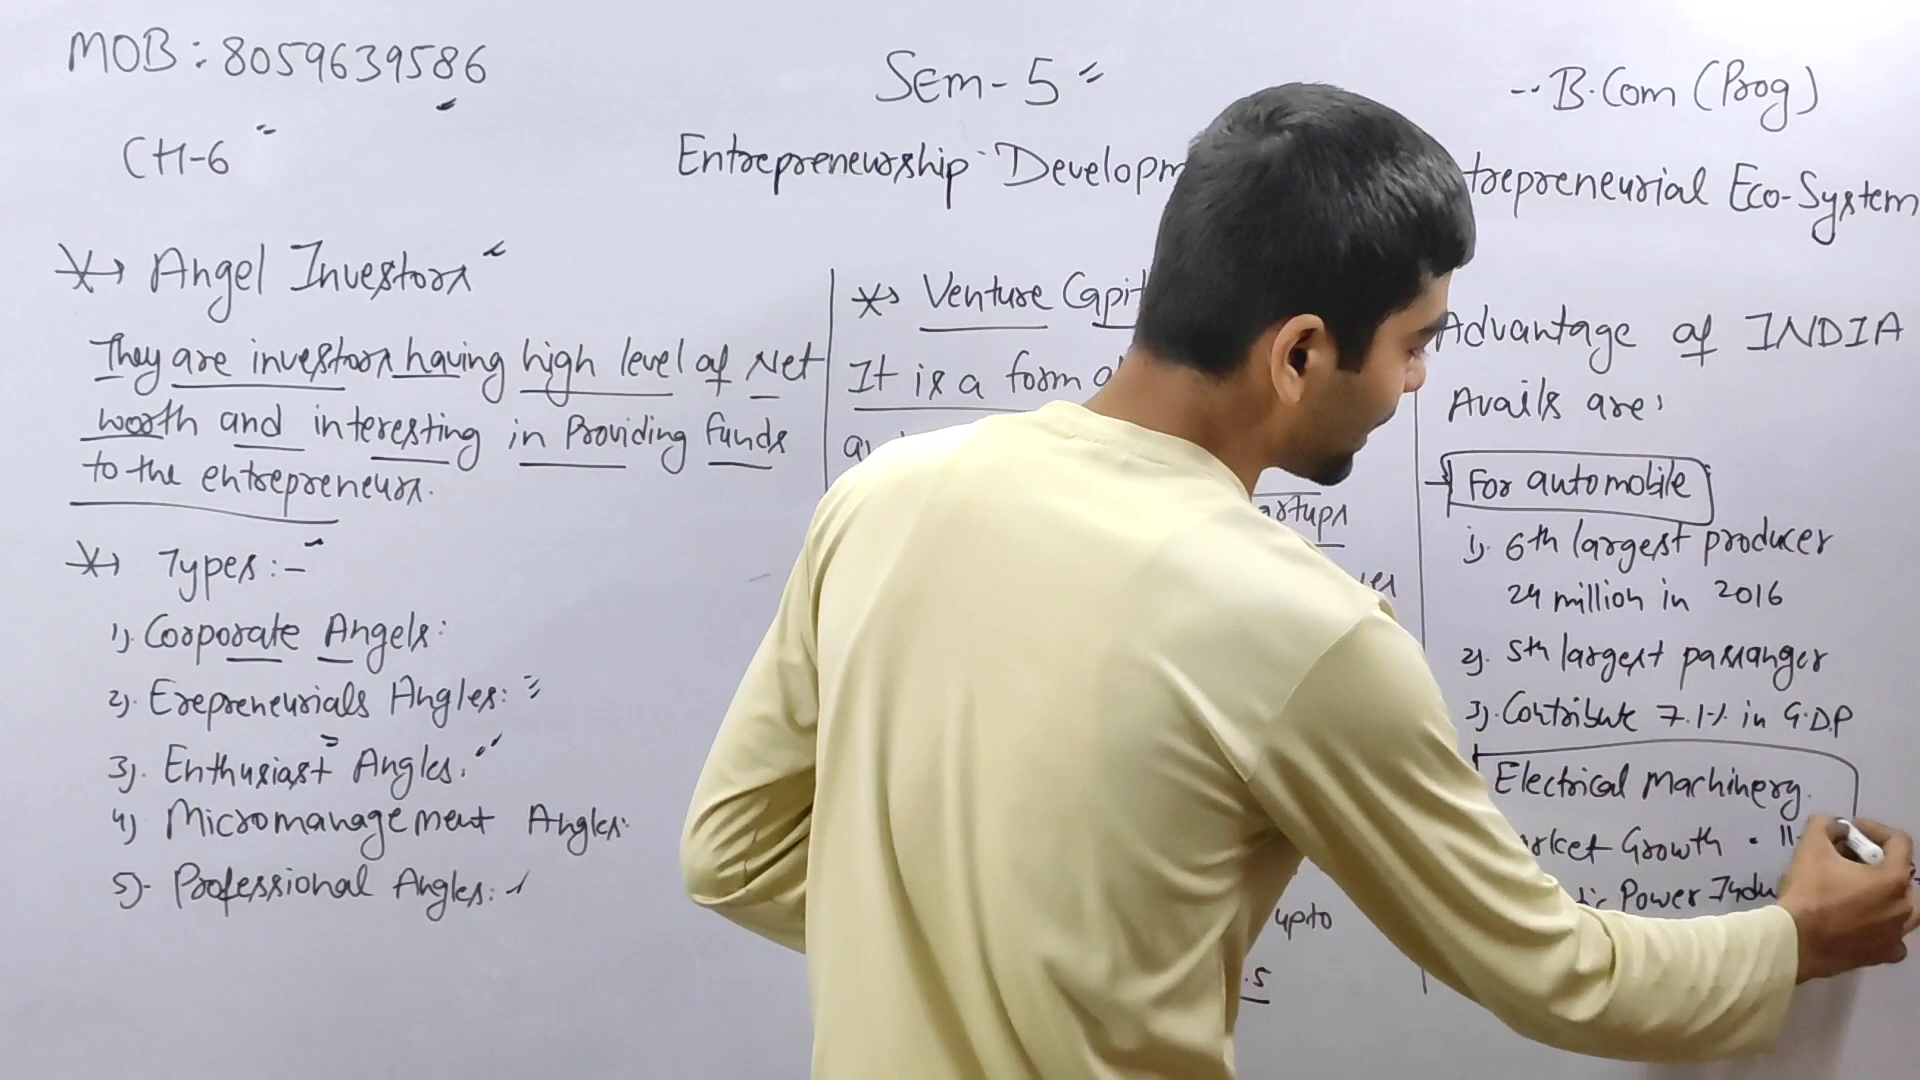 MOB: 8059639586
Sem-5
B.Com (Prog)
CH-6
Entrepreneurship Developm
trepreneurial Eco-System
Angel Investors
They are investors having high level of Net
worth and interesting in Providing funds
to the entrepreneurs.
Types:-
1). Corporate Angels:
2). Erepreneurials Angles:
3). Enthusiast Angles.
4) Micromanagement Angles:
5)- Professional Angles:
Venture Capit
It is a form o
artups
upto
.5
Advantage of INDIA
Avails are:
For automobile
1). 6th largest producer
24 million in 2016
2). 5th largest passanger
3). Contribute 7.1% in G.D.P
Electrical Machinery.
rket Growth . 11
tic Power Indu